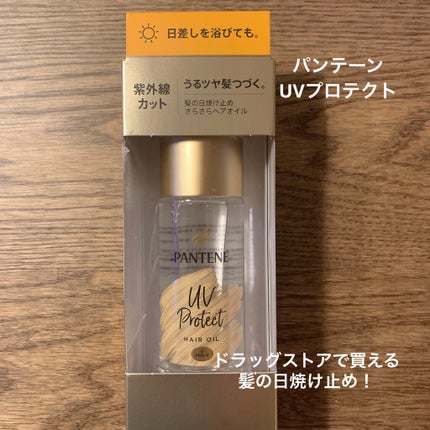 日差しを浴びても。
紫外線
カット
うるツヤ髪つづく。
髪の日焼け止め
さらさらヘアオイル
パンテーン
UVプロテクト
PANTENE
UV
Protect
HAIR OIL
ドラッグストアで買える
髪の日焼け止め！